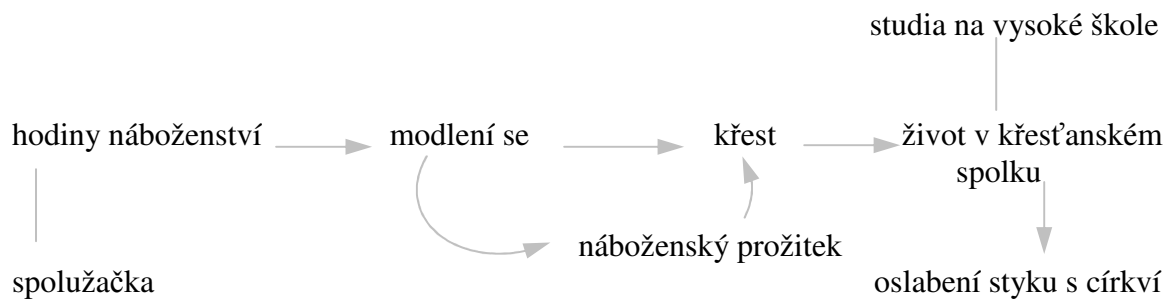 studia na vysoké škole
hodiny náboženství
modlení se
křest
život v křesťanském
spolku
náboženský prožitek
spolužačka
oslabení styku s církví